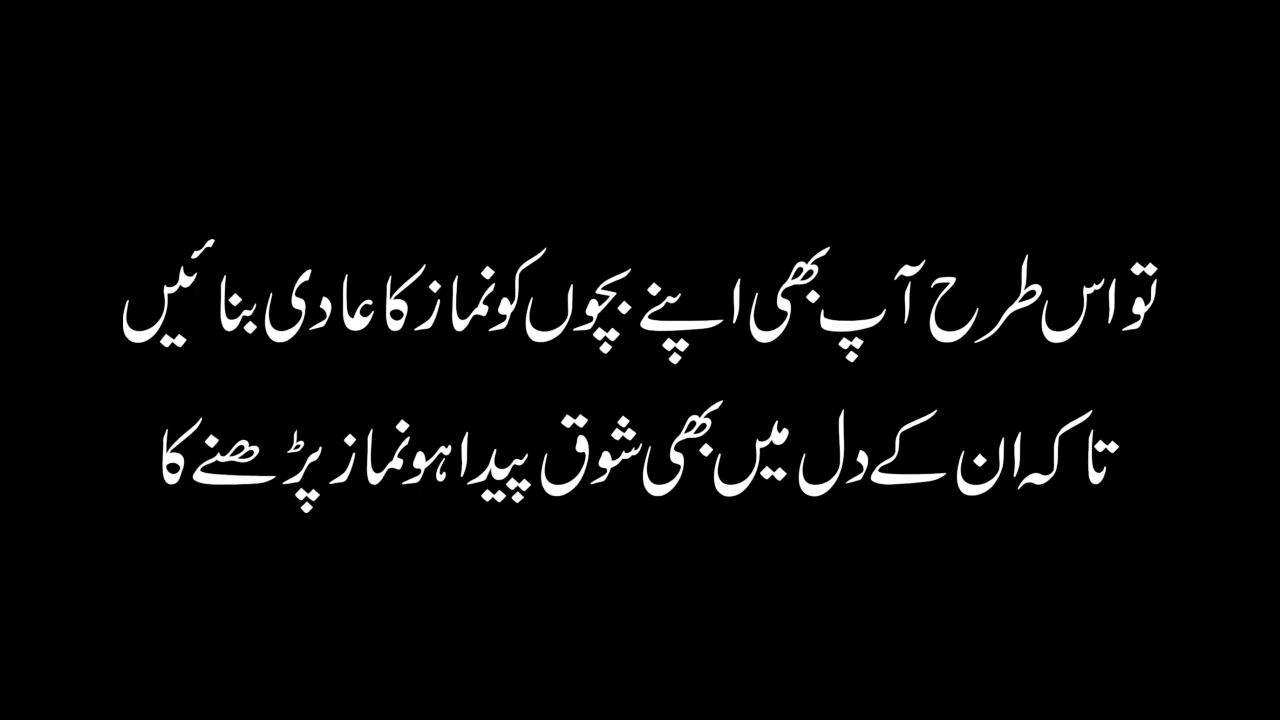 تو اس طرح آپ بھی اپنے بچوں کو نماز کا عادی بنائیں
تاکہ ان کے دل میں بھی شوق پیدا ہو نماز پڑھنے کا